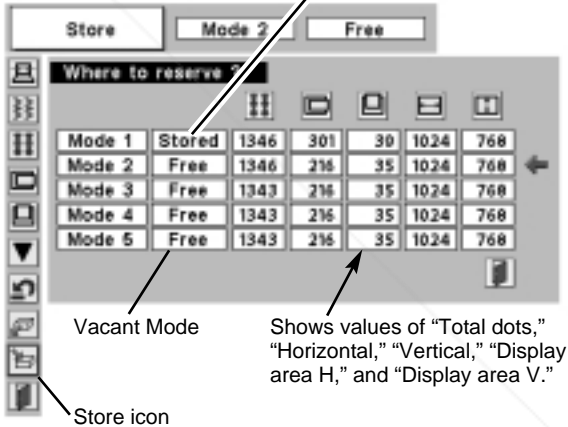 Store Mode 2 Free
Where to reserve ?
Mode 1 Stored 1346 301 30 1024 768
Mode 2 Free 1346 216 35 1024 768
Mode 3 Free 1343 216 35 1024 768
Mode 4 Free 1343 216 35 1024 768
Mode 5 Free 1343 216 35 1024 768
Vacant Mode
Shows values of “Total dots,”
“Horizontal,” “Vertical,” “Display
area H,” and “Display area V.”
Store icon